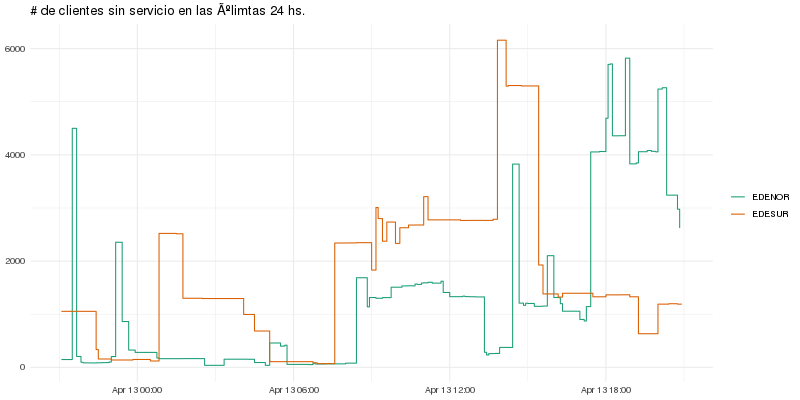 # de clientes sin servicio en las Ãºlimtas 24 hs.
6000
4000
2000
0
Apr 13 00:00
Apr 13 06:00
Apr 13 12:00
Apr 13 18:00
EDENOR
EDESUR